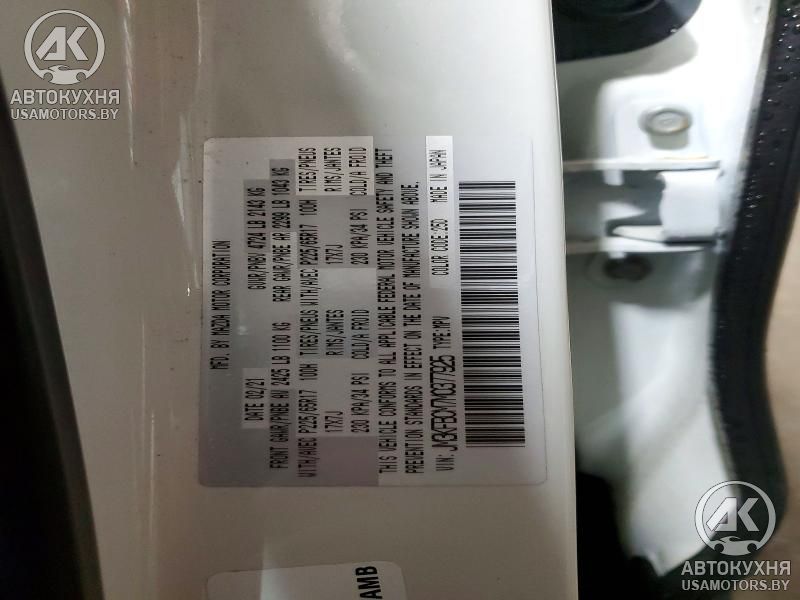 AK
АВТОКУХНЯ
USAMOTORS.BY
MFD. BY MAZDA MOTOR CORPORATION
DATE 02/21 GVWR/PNBV 4724 LB 2143 KG
FRONT GAWR/PNBE AV 2425 LB 1100 KG REAR GAWR/PNBE AR 2299 LB 1043 KG
WITH/AVEC P225/65R17 100H TIRES/PNEUS WITH/AVEC P225/65R17 100H TIRES/PNEUS
17X7J RIMS/JANTES 17X7J RIMS/JANTES
230 KPA/34 PSI COLD/A FROID 230 KPA/34 PSI COLD/A FROID
THIS VEHICLE CONFORMS TO ALL APPLICABLE FEDERAL MOTOR VEHICLE SAFETY AND THEFT
PREVENTION STANDARDS IN EFFECT ON THE DATE OF MANUFACTURE SHOWN ABOVE.
VIN: TYPE:MPV COLOR CODE:25D MADE IN JAPAN
AMB
AK
АВТОКУХНЯ
USAMOTORS.BY